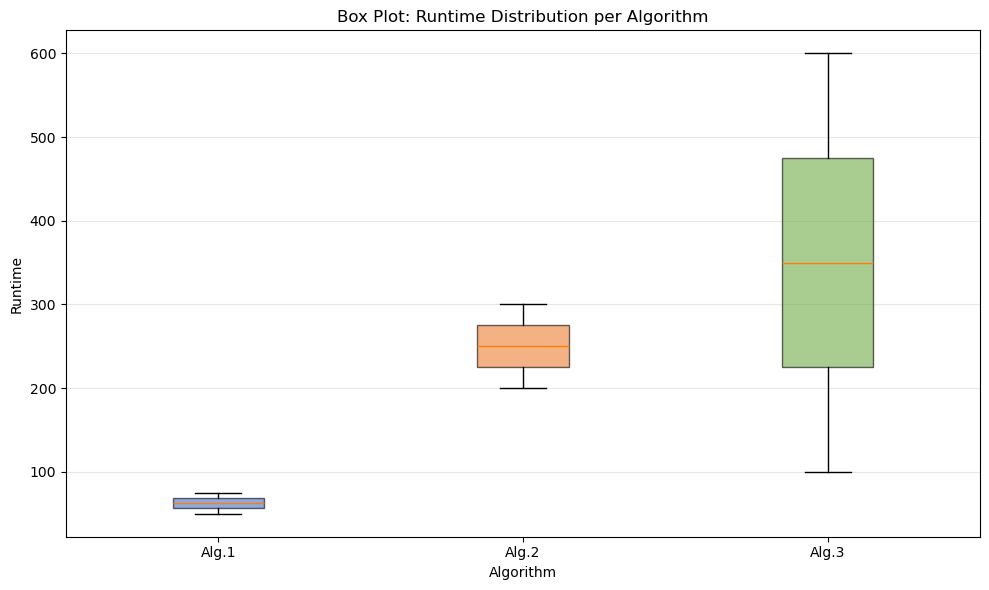 Box Plot: Runtime Distribution per Algorithm
Runtime
600
500
400
300
200
100
Alg.1
Alg.2
Alg.3
Algorithm